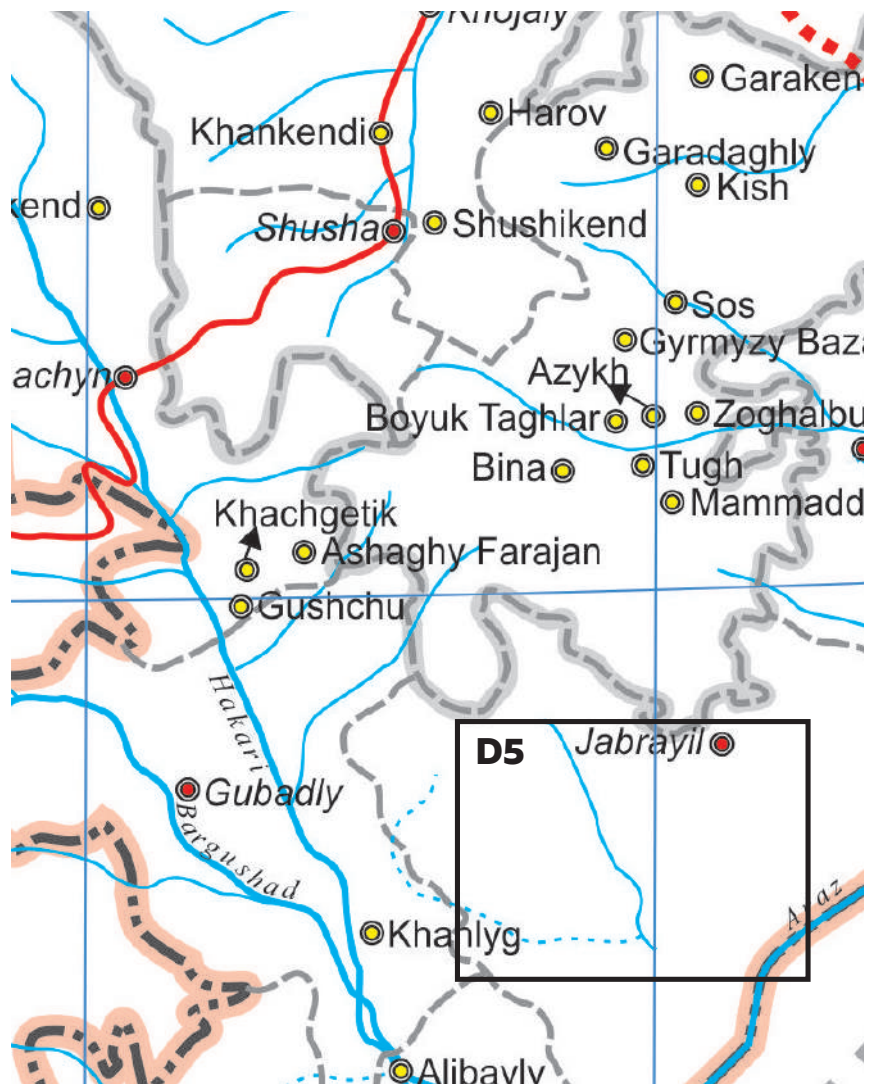 Khojaly
Garaken
Harov
Khankendi
Garadaghly
Kish
kend
Shusha
Shushikend
Sos
Gyrmyzy Baza
Azykh
achyn
Boyuk Taghlar
Zoghalbu
Bina
Tugh
Mammadd
Khachgetik
Ashaghy Farajan
Gushchu
Hakari
D5
Jabrayil
Gubadly
Bargushad
Araz
Khanlyg
Alibayly